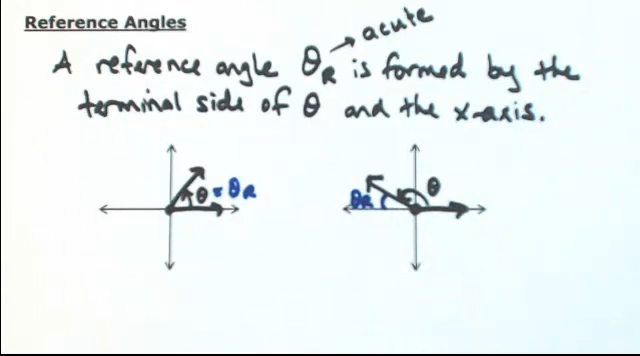 Reference Angles
→ acute
A reference angle θR is formed by the
terminal side of θ and the x-axis.
θ = θR
θR θ